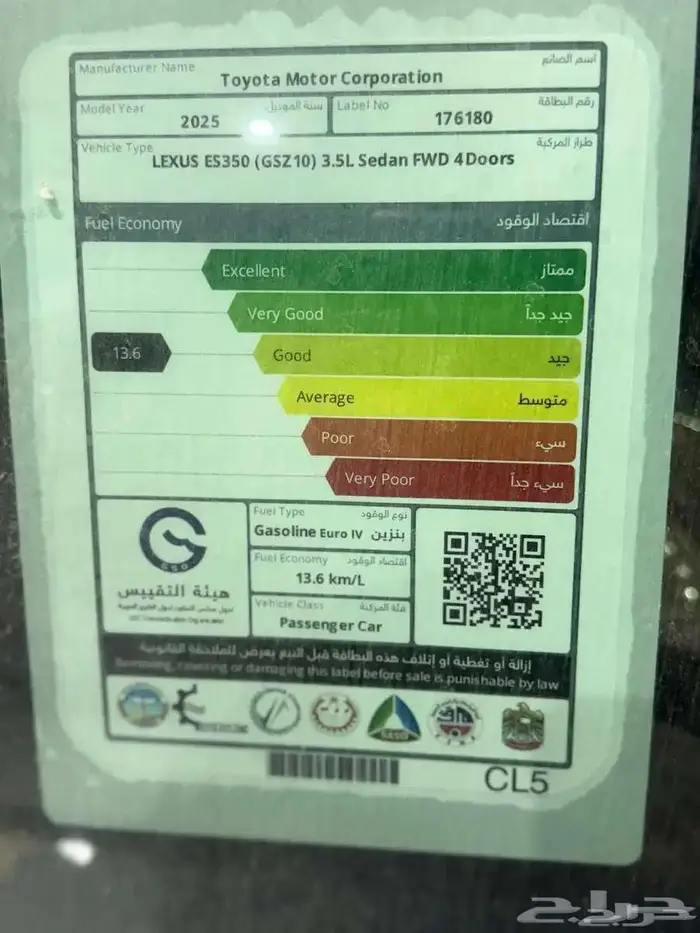 Manufacturer Name اسم الصانع
Toyota Motor Corporation
Model Year سنة الموديل
2025
Label No رقم البطاقة
176180
Vehicle Type طراز المركبة
LEXUS ES350 (GSZ10) 3.5L Sedan FWD 4Doors
Fuel Economy اقتصاد الوقود
Excellent ممتاز
Very Good جيد جداً
13.6 Good جيد
Average متوسط
Poor سيء
Very Poor سيء جداً
GSO
هيئة التقييس
Fuel Type نوع الوقود
Gasoline Euro IV بنزين
Fuel Economy اقتصاد الوقود
13.6 km/L
Vehicle Class فئة المركبة
Passenger Car
إزالة أو تغطية أو إتلاف هذه البطاقة قبل البيع يعرض للملاحقة القانونية
Removing, covering or damaging this label before sale is punishable by law
SASO
CL5
حراج